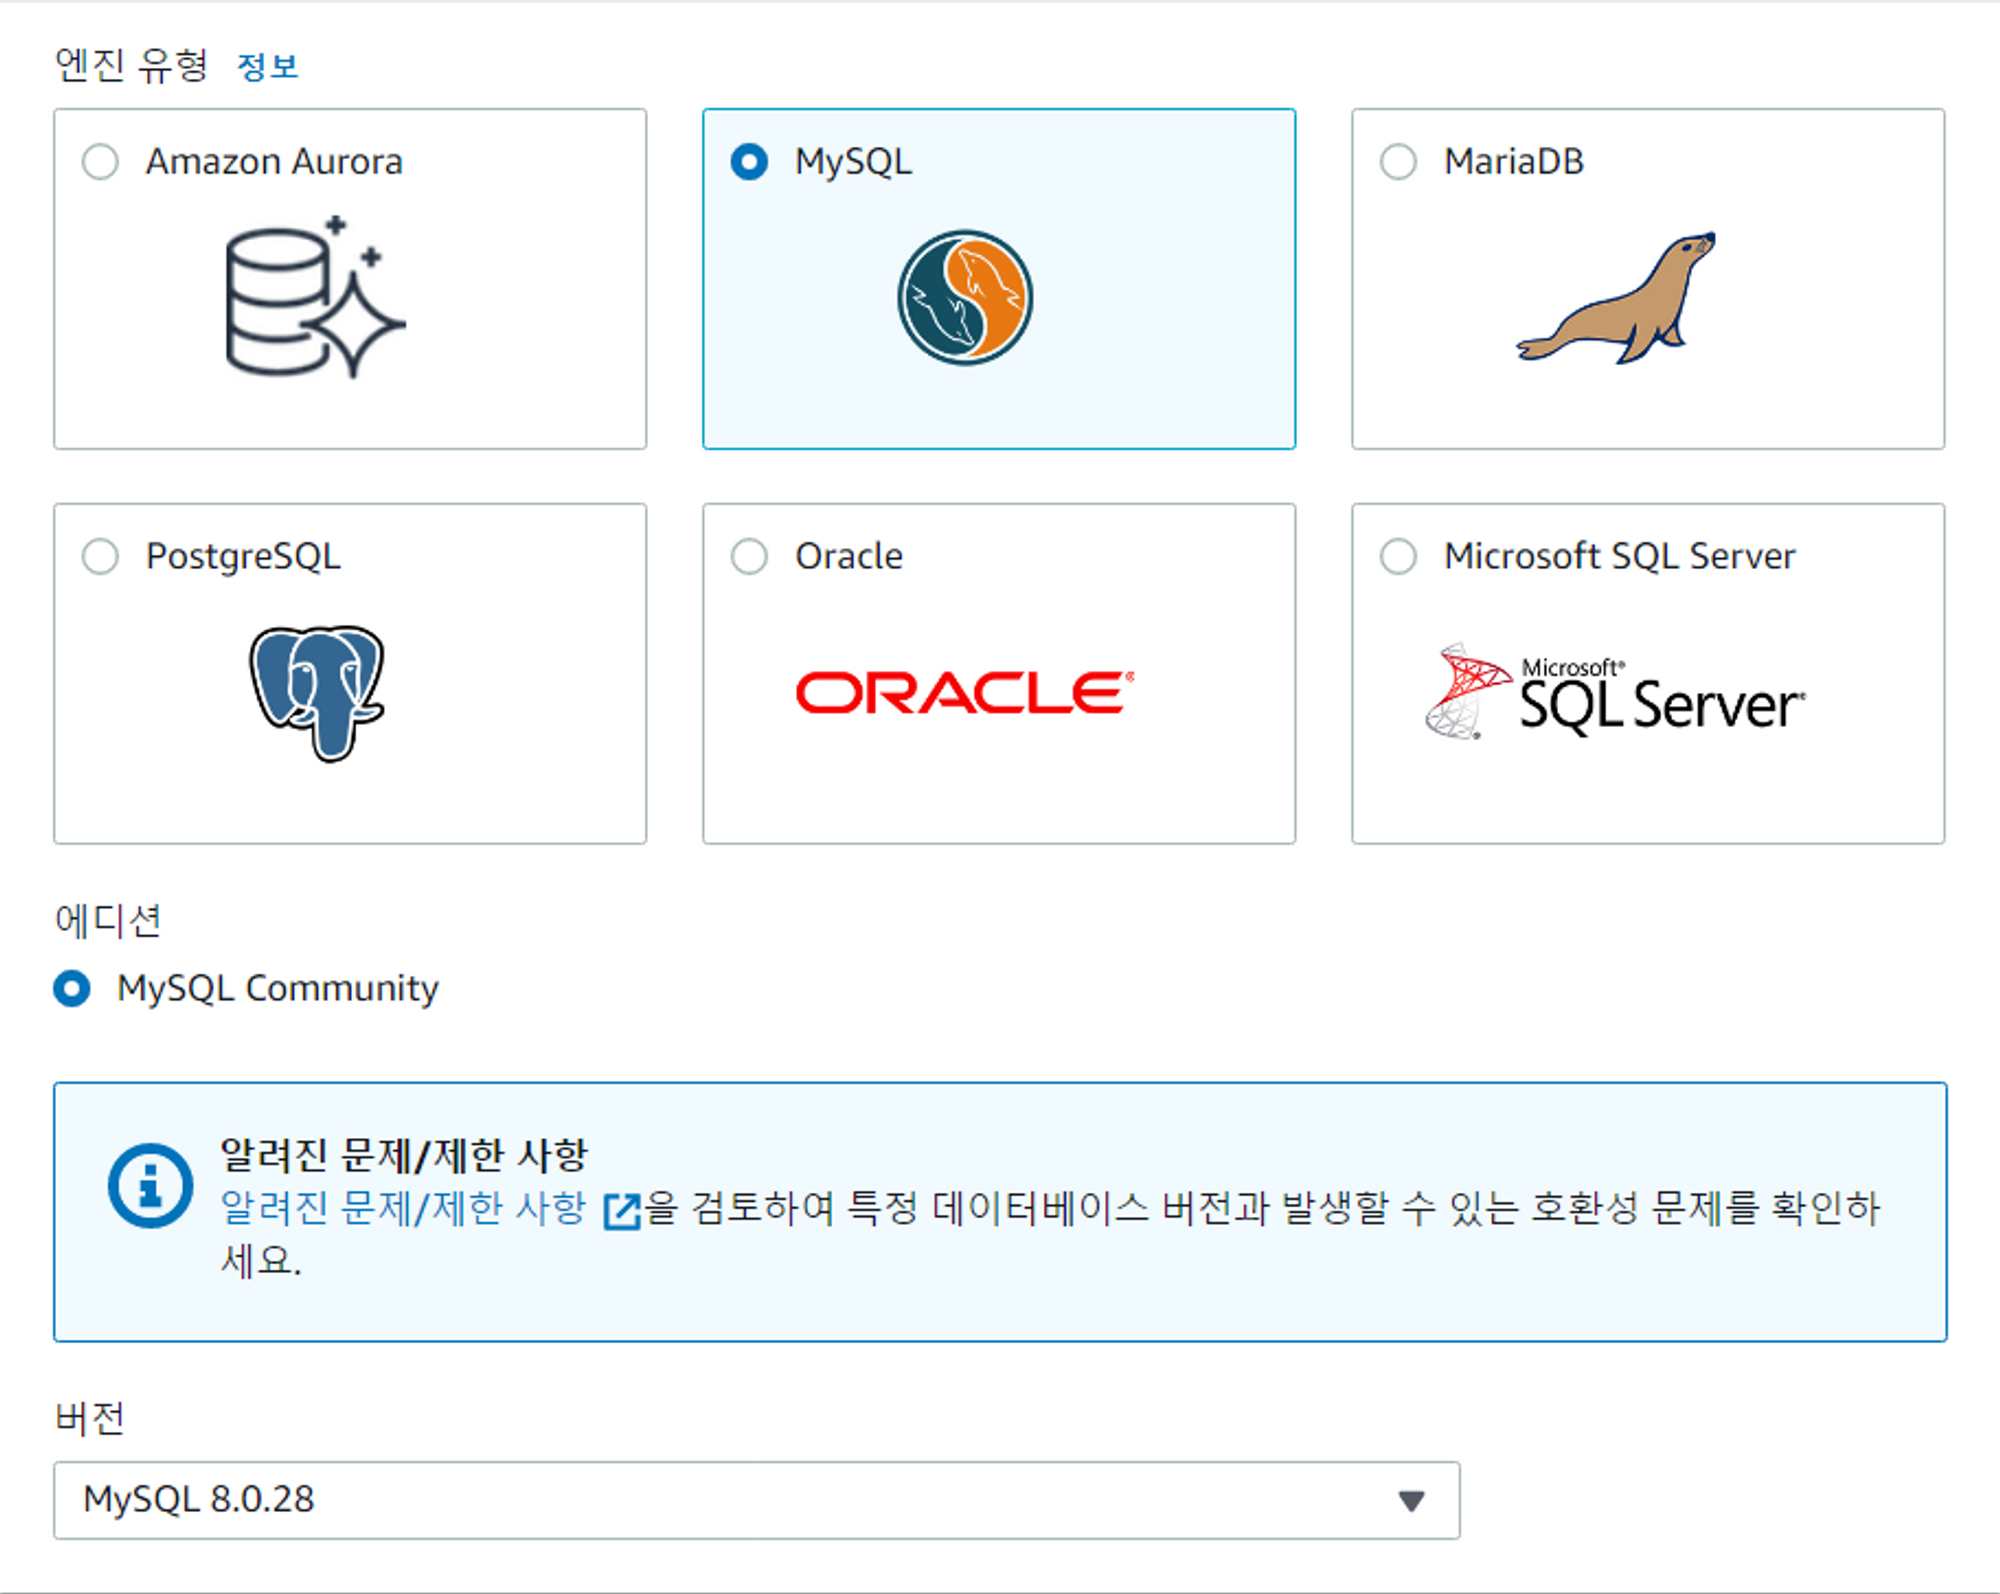 엔진 유형 정보
Amazon Aurora
MySQL
MariaDB
PostgreSQL
Oracle
ORACLE®
Microsoft SQL Server
Microsoft®
SQL Server®
에디션
MySQL Community
알려진 문제/제한 사항
알려진 문제/제한 사항 을 검토하여 특정 데이터베이스 버전과 발생할 수 있는 호환성 문제를 확인하
세요.
버전
MySQL 8.0.28